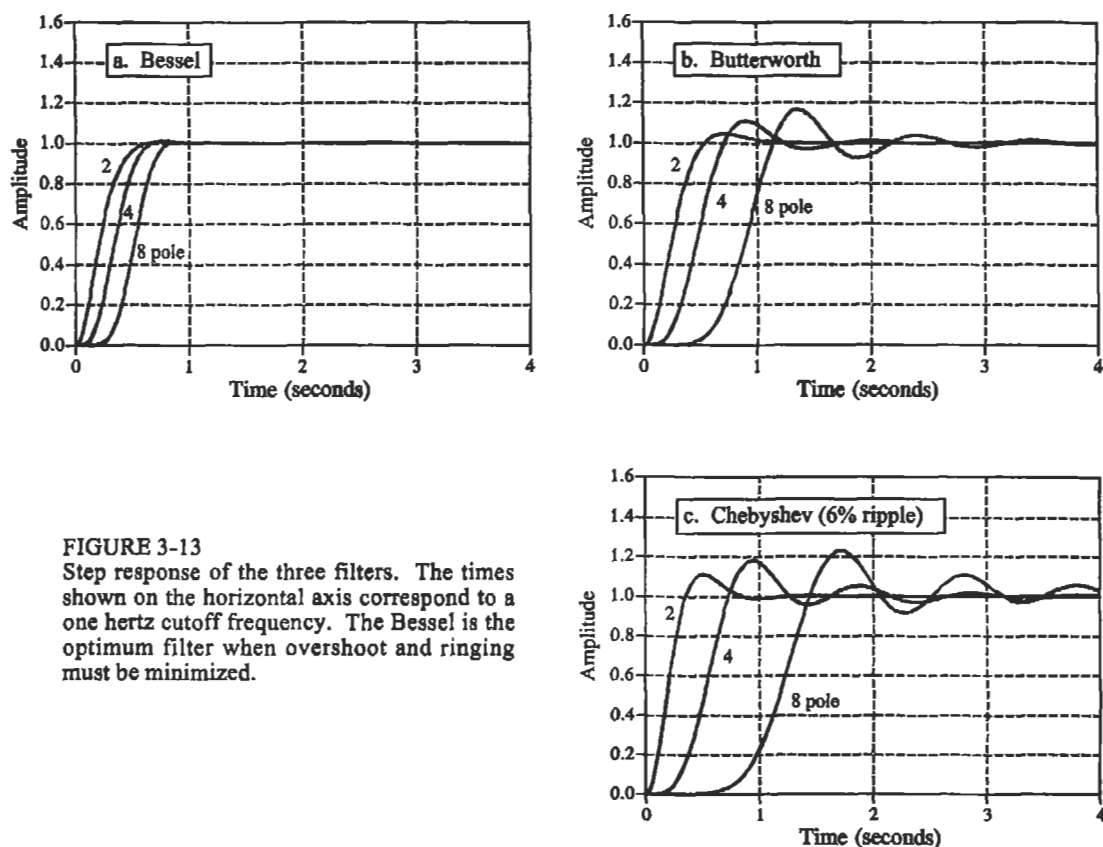 1.6
1.4
1.2
1.0
0.8
0.6
0.4
0.2
0.0
Amplitude
a. Bessel
2
4
8 pole
0 1 2 3 4
Time (seconds)
1.6
1.4
1.2
1.0
0.8
0.6
0.4
0.2
0.0
Amplitude
b. Butterworth
2
4
8 pole
0 1 2 3 4
Time (seconds)
FIGURE 3-13
Step response of the three filters. The times
shown on the horizontal axis correspond to a
one hertz cutoff frequency. The Bessel is the
optimum filter when overshoot and ringing
must be minimized.
1.6
1.4
1.2
1.0
0.8
0.6
0.4
0.2
0.0
Amplitude
c. Chebyshev (6% ripple)
2
4
8 pole
0 1 2 3 4
Time (seconds)